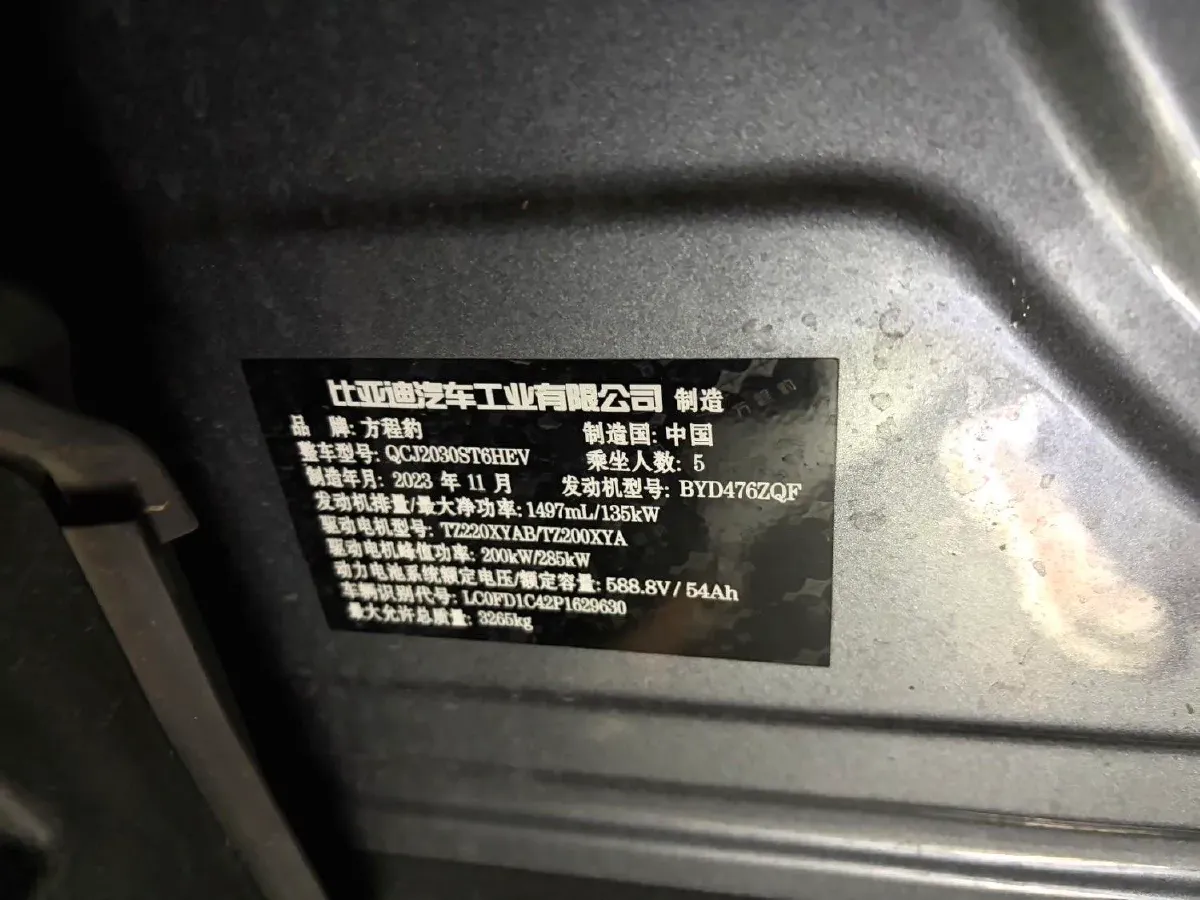 比亚迪汽车工业有限公司 制造
品 牌: 方程豹 制造国: 中国
整车型号: QCJ2030ST6HEV 乘坐人数: 5
制造年月: 2023 年 11 月 发动机型号: BYD476ZQF
发动机排量/最大净功率: 1497mL/135kW
驱动电机型号: TZ220XYAB/TZ200XYA
驱动电机峰值功率: 200kW/285kW
动力电池系统额定电压/额定容量: 588.8V/54Ah
车辆识别代号: LC0FD1C42P1629630
最大允许总质量: 3265kg